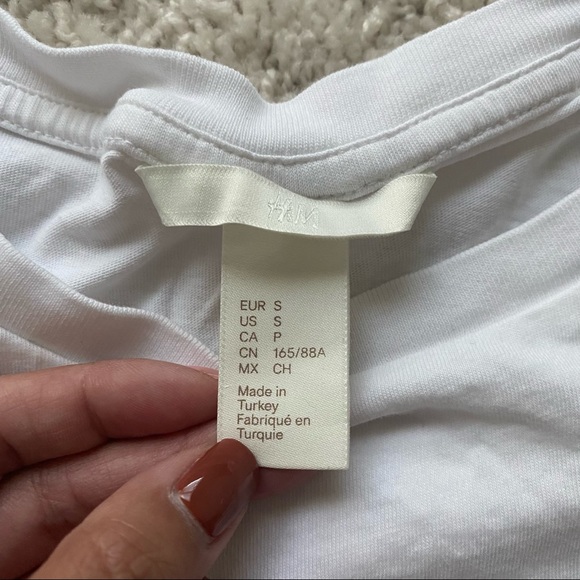 H&M
EUR S
US S
CA P
CN 165/88A
MX CH
Made in
Turkey
Fabriqué en
Turquie